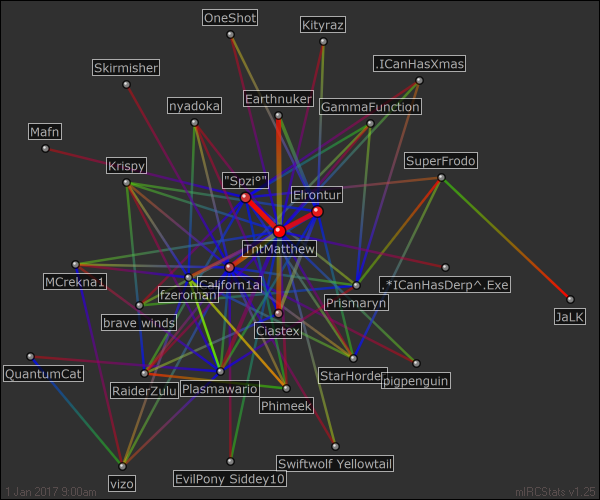 OneShot
Kityraz
.ICanHasXmas
Skirmisher
Earthnuker
nyadoka
GammaFunction
Mafn
SuperFrodo
Krispy
"Spzi°"
Elrontur
TntMatthew
MCrekna1
Californ1a
.*ICanHasDerp^.Exe
fzeroman
Prismaryn
JaLK
brave winds
Ciastex
QuantumCat
StarHorder
pigpenguin
RaiderZulu
Plasmawario
Phimeek
Swiftwolf Yellowtail
vizo
EvilPony Siddey10
1 Jan 2017 9:00am
mIRCStats v1.25